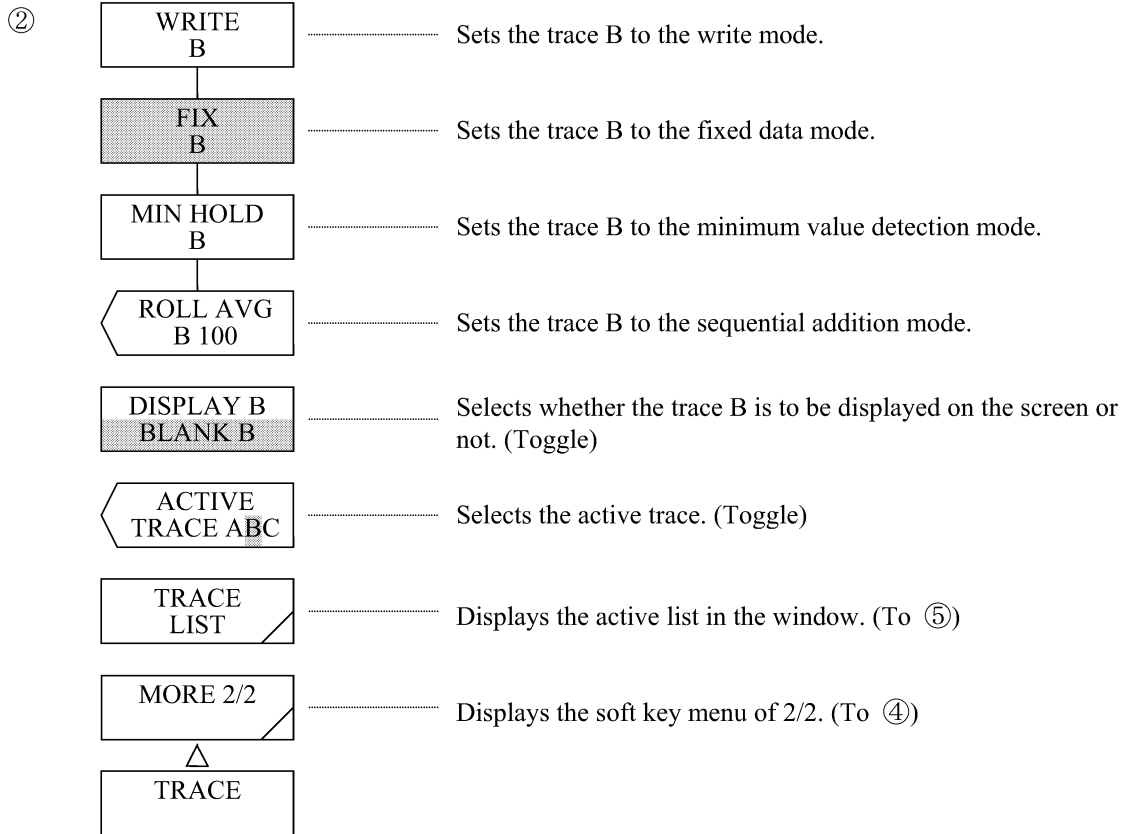 ②
WRITE
B
Sets the trace B to the write mode.
FIX
B
Sets the trace B to the fixed data mode.
MIN HOLD
B
Sets the trace B to the minimum value detection mode.
ROLL AVG
B 100
Sets the trace B to the sequential addition mode.
DISPLAY B
BLANK B
Selects whether the trace B is to be displayed on the screen or
not. (Toggle)
ACTIVE
TRACE ABC
Selects the active trace. (Toggle)
TRACE
LIST
Displays the active list in the window. (To ⑤)
MORE 2/2
Displays the soft key menu of 2/2. (To ④)
TRACE